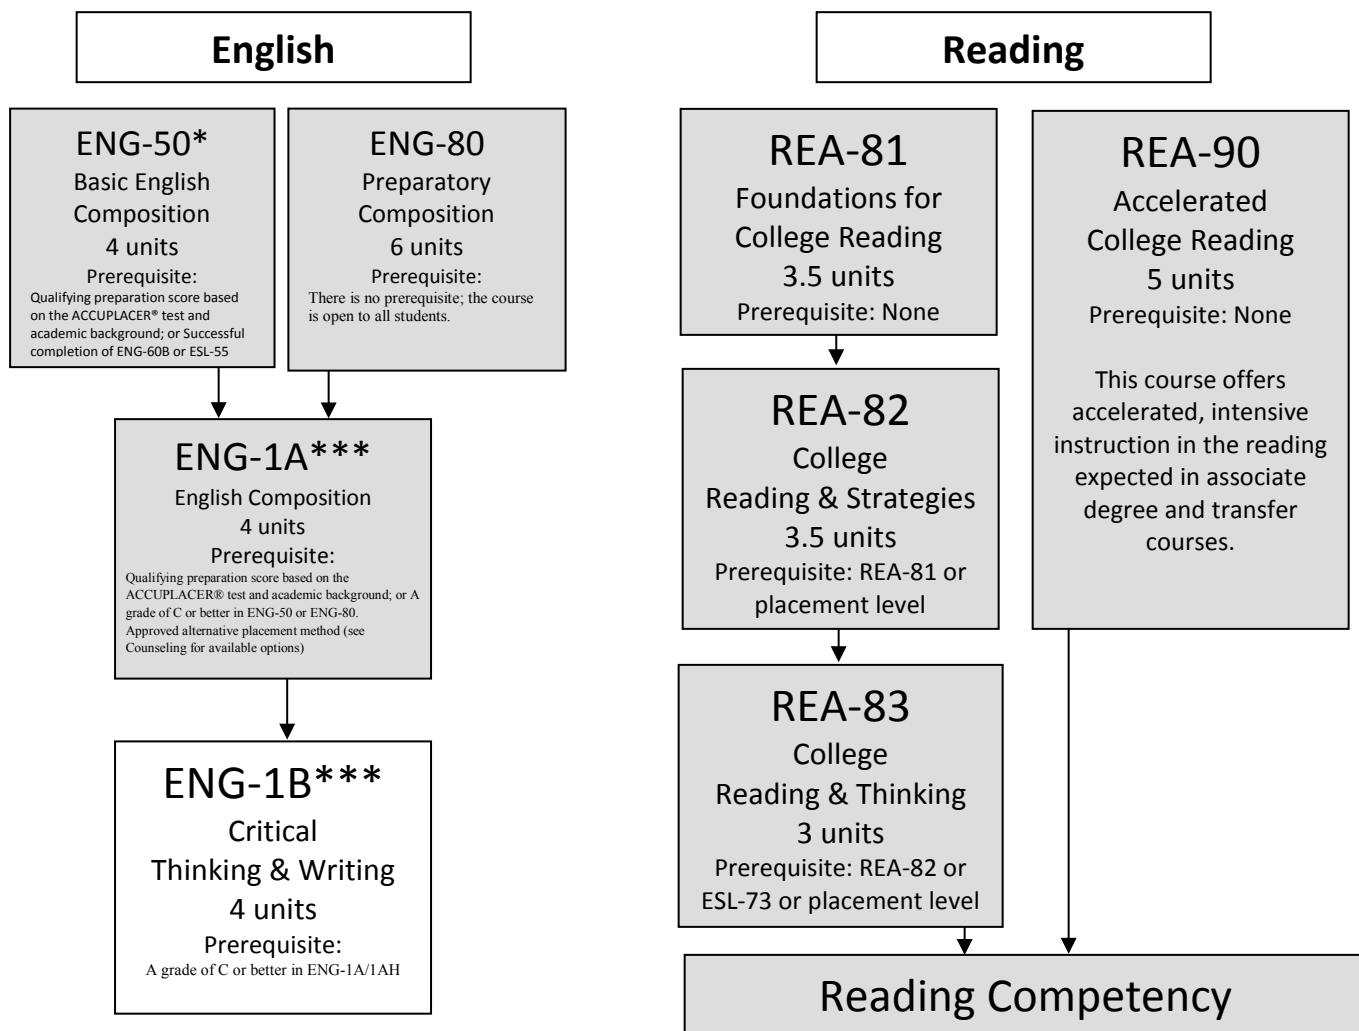 English
ENG-50*
Basic English
Composition
4 units
Prerequisite:
Qualifying preparation score based
on the ACCUPLACER® test and
academic background; or Successful
completion of ENG-60B or ESL-55
ENG-80
Preparatory
Composition
6 units
Prerequisite:
There is no prerequisite; the course
is open to all students.
ENG-1A***
English Composition
4 units
Prerequisite:
Qualifying preparation score based on the
ACCUPLACER® test and academic background; or A
grade of C or better in ENG-50 or ENG-80.
Approved alternative placement method (see
Counseling for available options)
ENG-1B***
Critical
Thinking & Writing
4 units
Prerequisite:
A grade of C or better in ENG-1A/1AH
Reading
REA-81
Foundations for
College Reading
3.5 units
Prerequisite: None
REA-82
College
Reading & Strategies
3.5 units
Prerequisite: REA-81 or
placement level
REA-83
College
Reading & Thinking
3 units
Prerequisite: REA-82 or
ESL-73 or placement level
REA-90
Accelerated
College Reading
5 units
Prerequisite: None
This course offers
accelerated, intensive
instruction in the reading
expected in associate
degree and transfer
courses.
Reading Competency